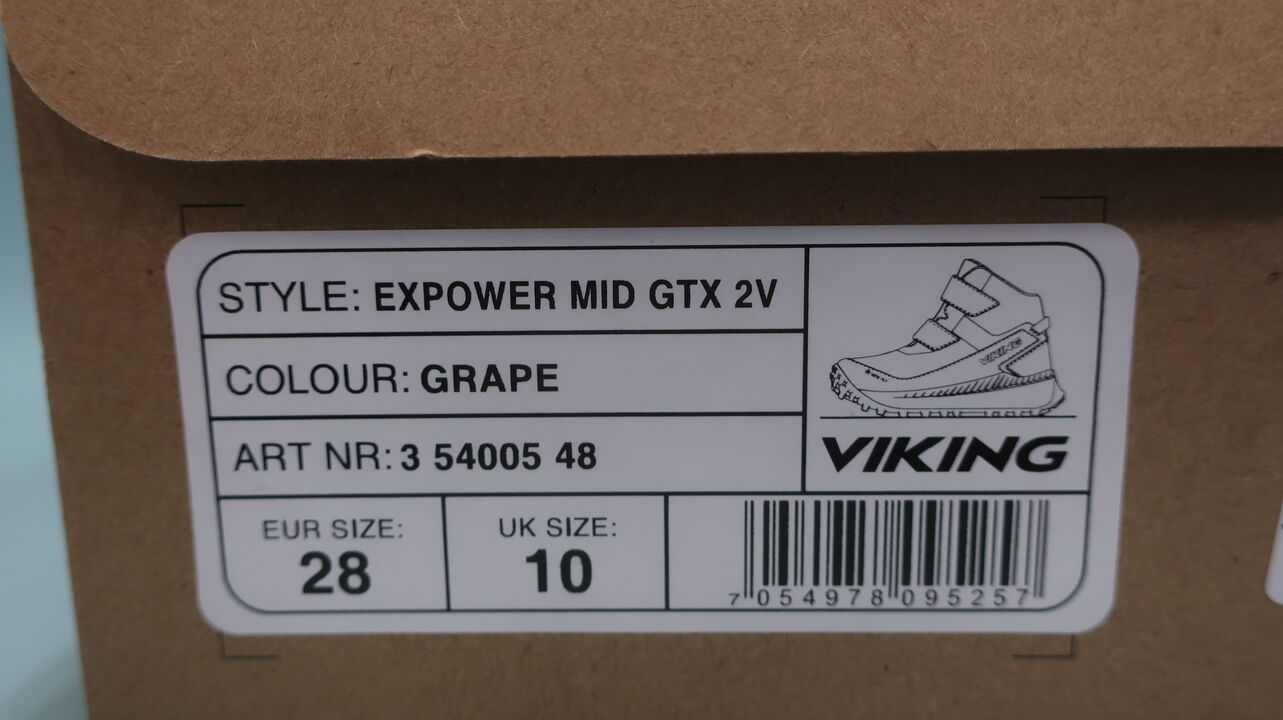 STYLE: EXPOWER MID GTX 2V
COLOUR: GRAPE
ART NR: 3 54005 48
VIKING
VIKING
EUR SIZE:
28
UK SIZE:
10
7 054978 095257